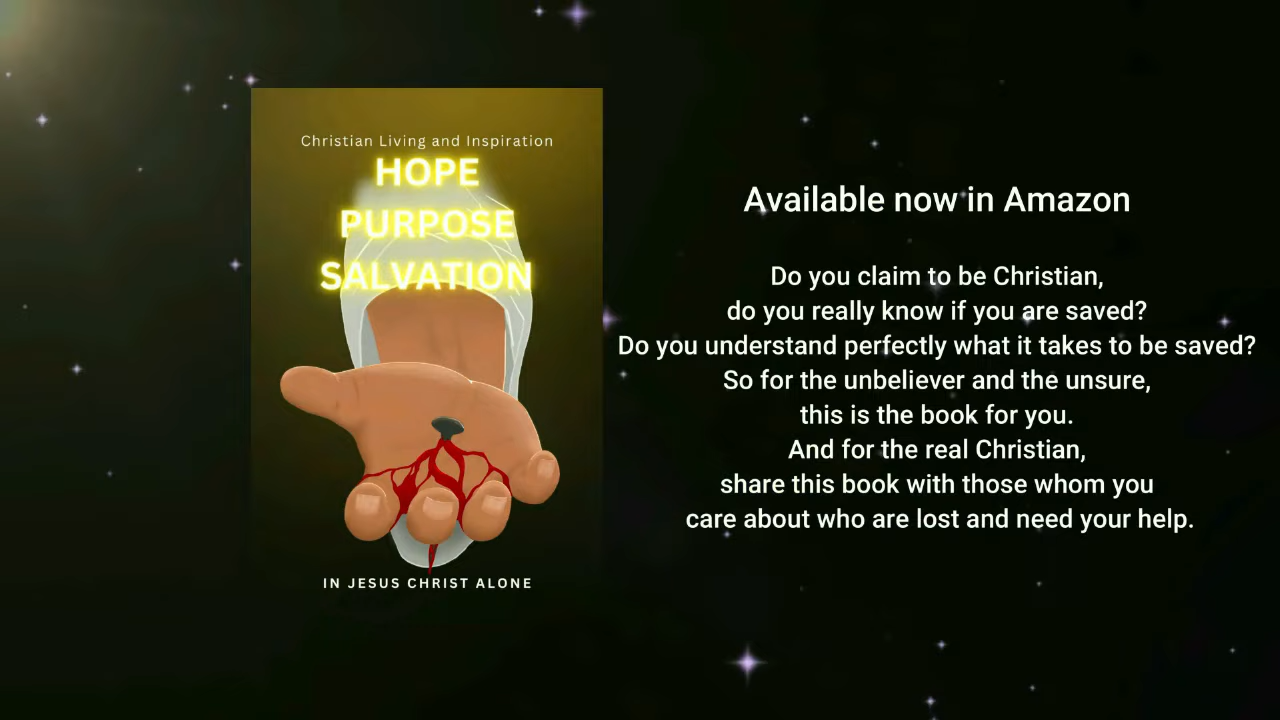 Christian Living and Inspiration
HOPE
PURPOSE
SALVATION
IN JESUS CHRIST ALONE
Available now in Amazon
Do you claim to be Christian,
do you really know if you are saved?
Do you understand perfectly what it takes to be saved?
So for the unbeliever and the unsure,
this is the book for you.
And for the real Christian,
share this book with those whom you
care about who are lost and need your help.